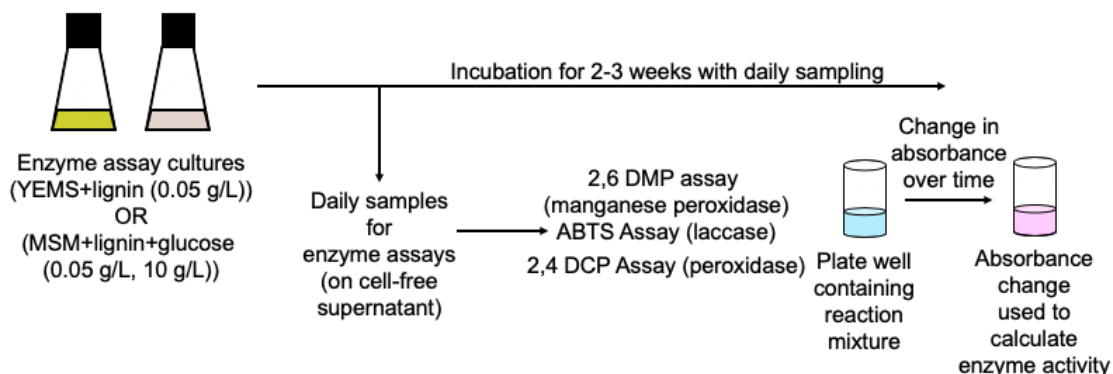 Incubation for 2-3 weeks with daily sampling
Enzyme assay cultures
(YEMS+lignin (0.05 g/L))
OR
(MSM+lignin+glucose
(0.05 g/L, 10 g/L))
Daily samples
for
enzyme assays
(on cell-free
supernatant)
2,6 DMP assay
(manganese peroxidase)
ABTS Assay (laccase)
2,4 DCP Assay (peroxidase)
Change in
absorbance
over time
Plate well
containing
reaction
mixture
Absorbance
change
used to
calculate
enzyme activity